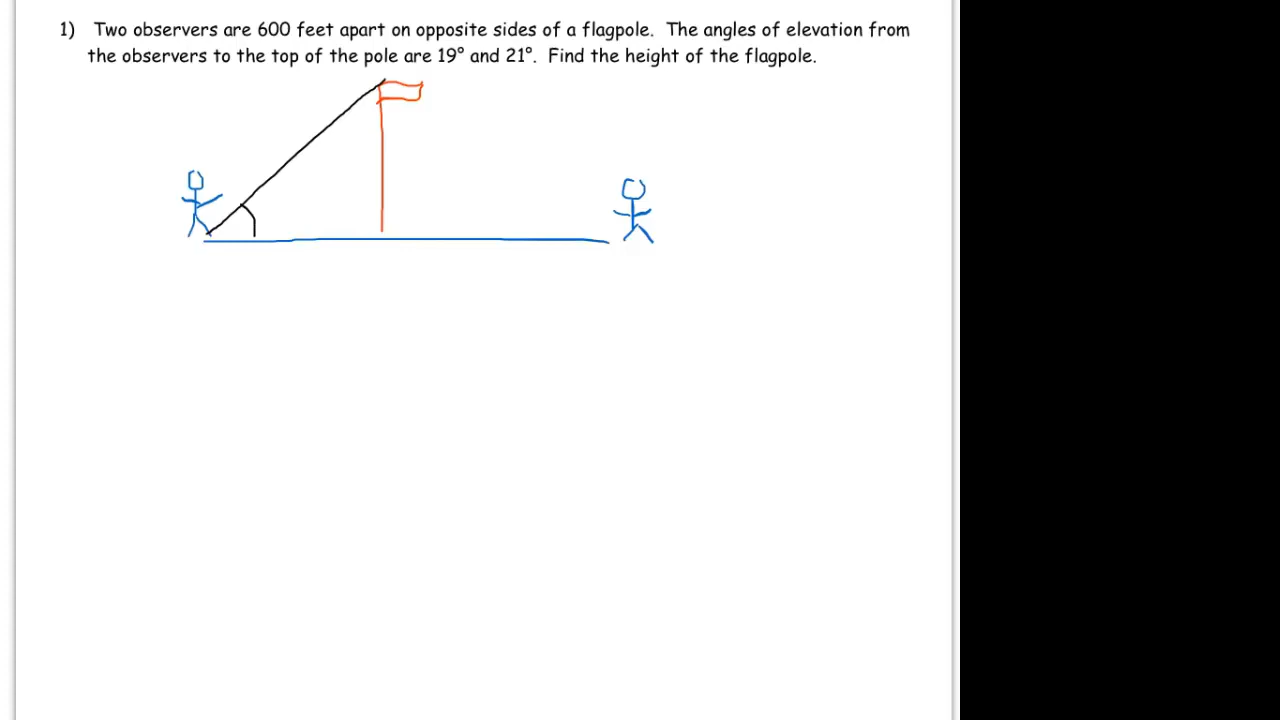 1) Two observers are 600 feet apart on opposite sides of a flagpole. The angles of elevation from
the observers to the top of the pole are 19° and 21°. Find the height of the flagpole.